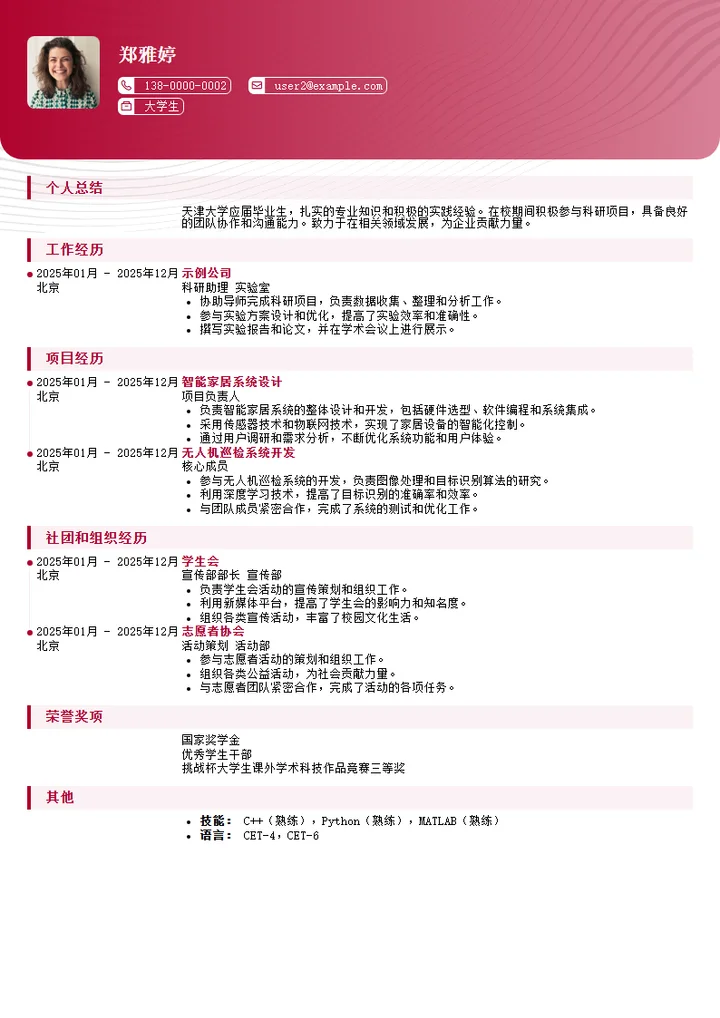 郑雅婷
138-0000-0002
user2@example.com
大学生
个人总结
天津大学应届毕业生，扎实的专业知识和积极的实践经验。在校期间积极参与科研项目，具备良好
的团队协作和沟通能力。致力于在相关领域发展，为企业贡献力量。
工作经历
2025年01月 - 2025年12月 示例公司
北京 科研助理 实验室
• 协助导师完成科研项目，负责数据收集、整理和分析工作。
• 参与实验方案设计和优化，提高了实验效率和准确性。
• 撰写实验报告和论文，并在学术会议上进行展示。
项目经历
2025年01月 - 2025年12月 智能家居系统设计
北京 项目负责人
• 负责智能家居系统的整体设计和开发，包括硬件选型、软件编程和系统集成。
• 采用传感器技术和物联网技术，实现了家居设备的智能化控制。
• 通过用户调研和需求分析，不断优化系统功能和用户体验。
2025年01月 - 2025年12月 无人机巡检系统开发
北京 核心成员
• 参与无人机巡检系统的开发，负责图像处理和目标识别算法的研究。
• 利用深度学习技术，提高了目标识别的准确率和效率。
• 与团队成员紧密合作，完成了系统的测试和优化工作。
社团和组织经历
2025年01月 - 2025年12月 学生会
北京 宣传部部长 宣传部
• 负责学生会活动的宣传策划和组织工作。
• 利用新媒体平台，提高了学生会的影响力和知名度。
• 组织各类宣传活动，丰富了校园文化生活。
2025年01月 - 2025年12月 志愿者协会
北京 活动策划 活动部
• 参与志愿者活动的策划和组织工作。
• 组织各类公益活动，为社会贡献力量。
• 与志愿者团队紧密合作，完成了活动的各项任务。
荣誉奖项
国家奖学金
优秀学生干部
挑战杯大学生课外学术科技作品竞赛三等奖
其他
• 技能： C++（熟练），Python（熟练），MATLAB（熟练）
• 语言： CET-4，CET-6